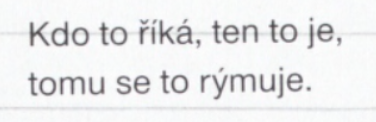 Kdo to říká, ten to je,
tomu se to rýmuje.